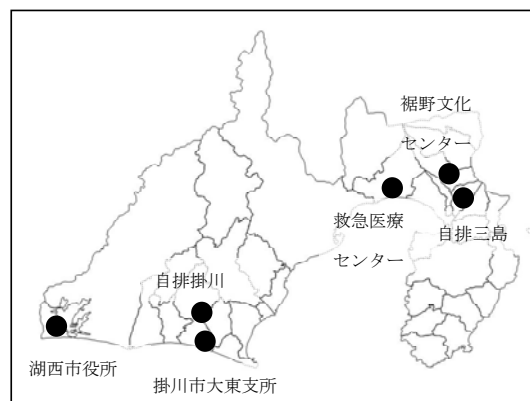 裾野文化
センター
救急医療
センター
自排三島
自排掛川
湖西市役所
掛川市大東支所